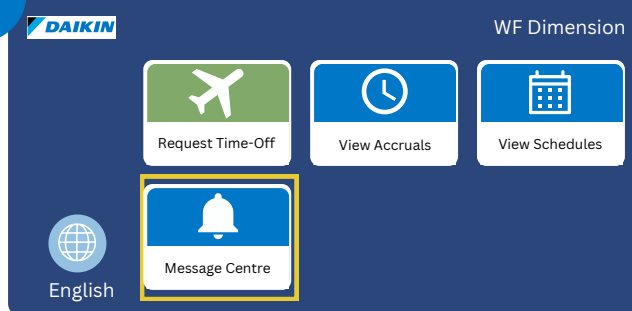 DAIKIN
WF Dimension
Request Time-Off
View Accruals
View Schedules
Message Centre
English